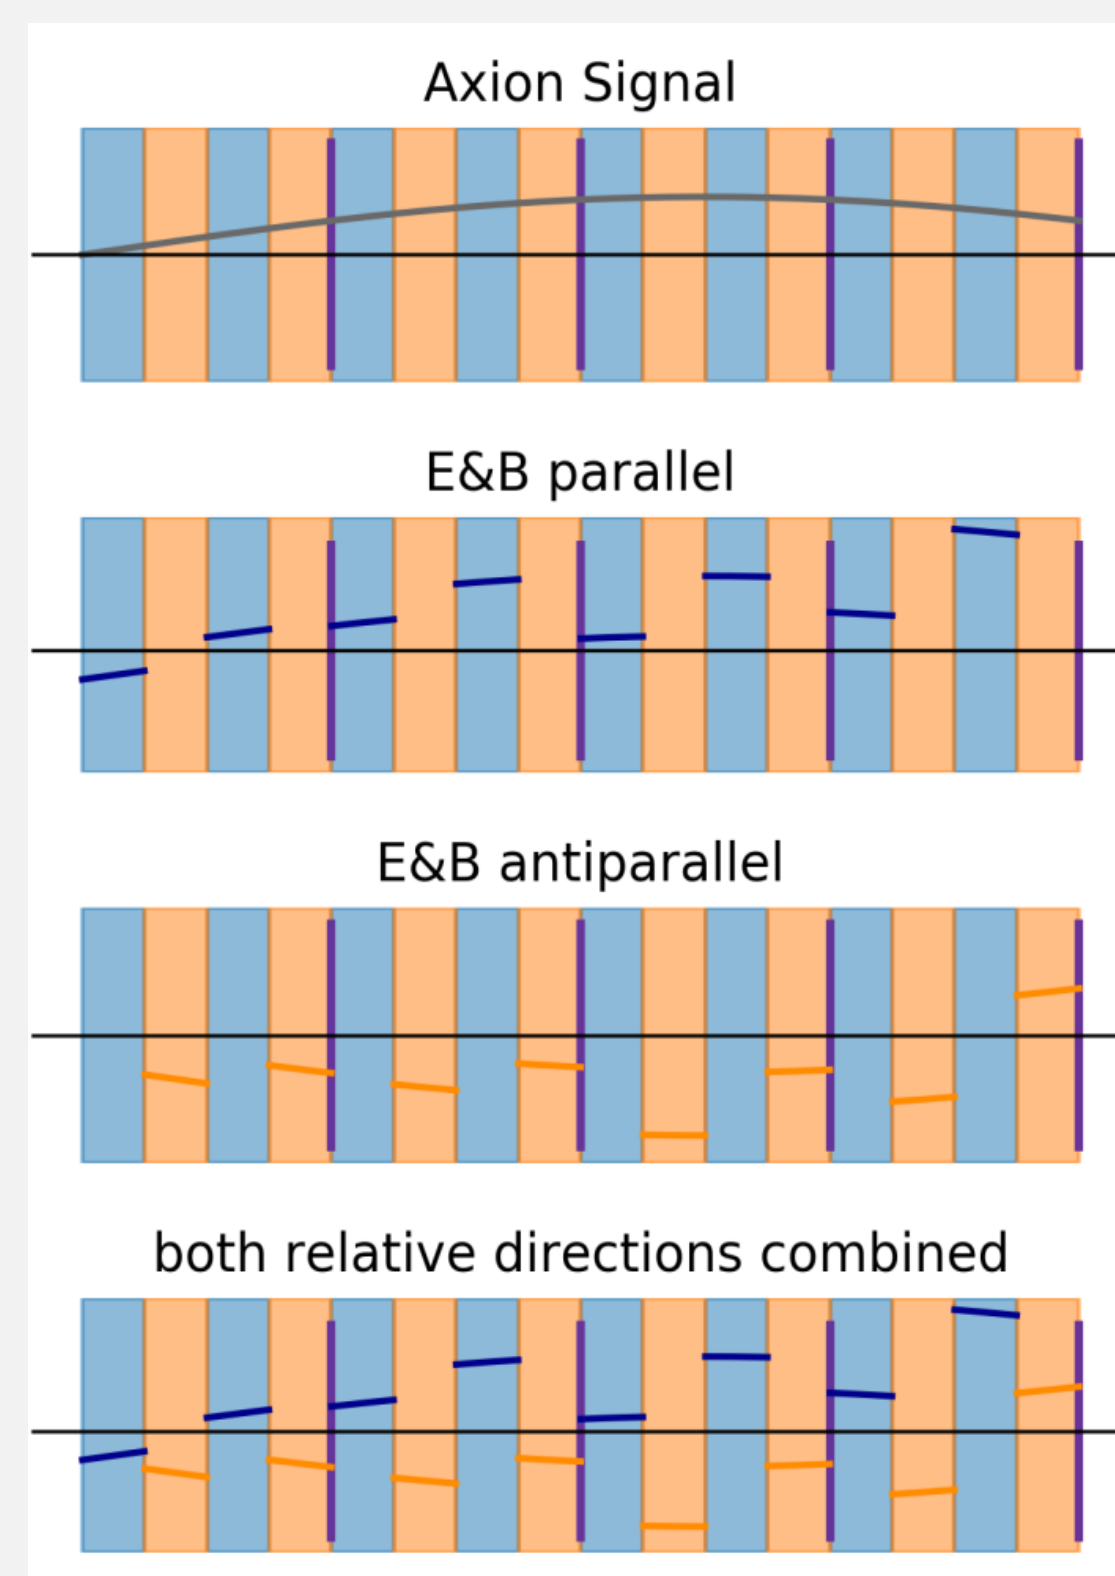 Axion Signal
E&B parallel
E&B antiparallel
both relative directions combined